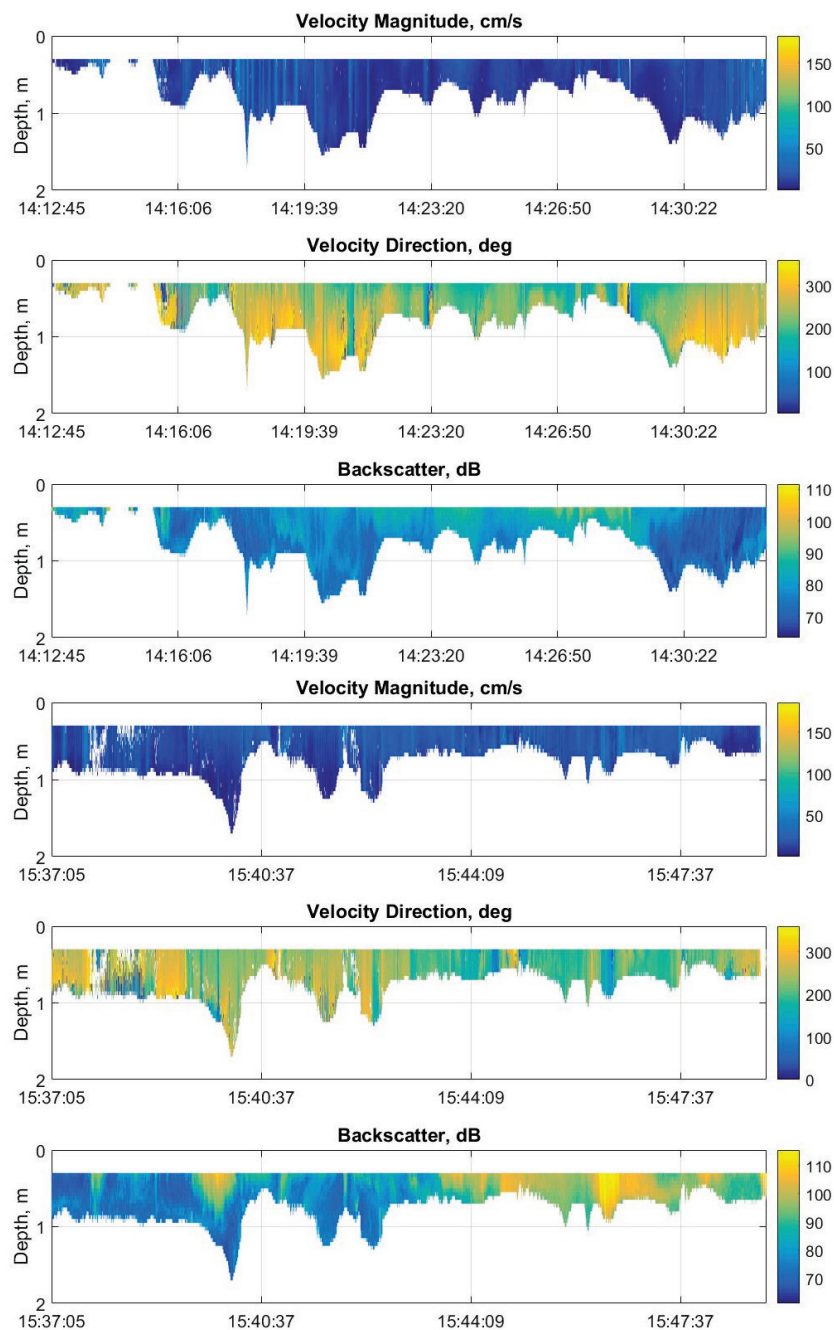 Velocity Magnitude, cm/s
0
1
2
Depth, m
150
100
50
14:12:45 14:16:06 14:19:39 14:23:20 14:26:50 14:30:22
Velocity Direction, deg
0
1
2
Depth, m
300
200
100
14:12:45 14:16:06 14:19:39 14:23:20 14:26:50 14:30:22
Backscatter, dB
0
1
2
Depth, m
110
100
90
80
70
14:12:45 14:16:06 14:19:39 14:23:20 14:26:50 14:30:22
Velocity Magnitude, cm/s
0
1
2
Depth, m
150
100
50
15:37:05 15:40:37 15:44:09 15:47:37
Velocity Direction, deg
0
1
2
Depth, m
300
200
100
0
15:37:05 15:40:37 15:44:09 15:47:37
Backscatter, dB
0
1
2
Depth, m
110
100
90
80
70
15:37:05 15:40:37 15:44:09 15:47:37